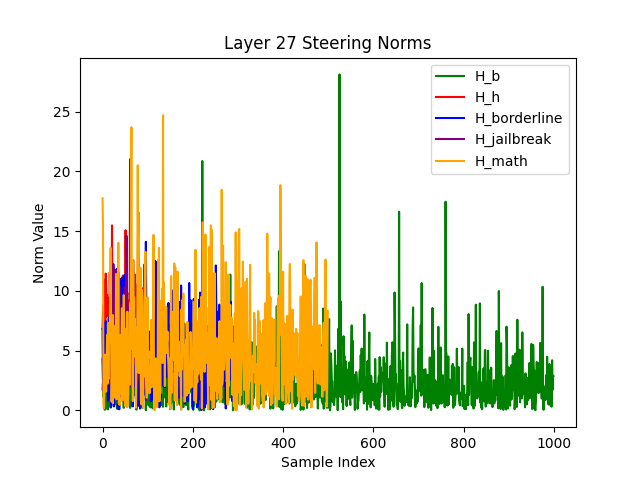 Layer 27 Steering Norms
H_b
H_h
H_borderline
H_jailbreak
H_math
Norm Value
25
20
15
10
5
0
0 200 400 600 800 1000
Sample Index